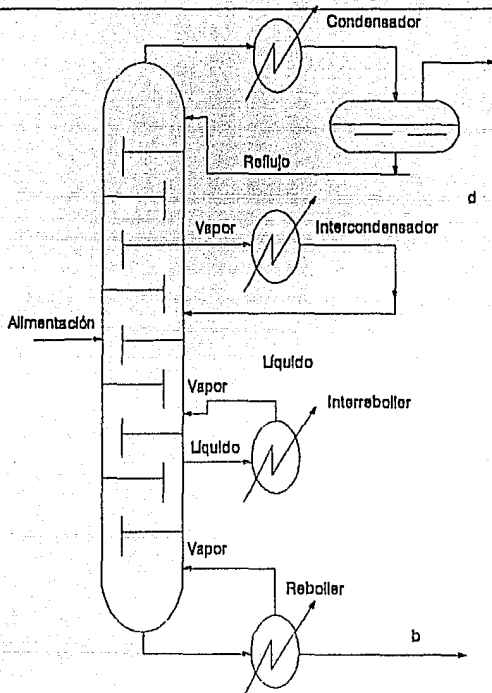 Condensador
Reflujo
d
Vapor
Intercondensador
Alimentación
Líquido
Vapor
Interreboiler
Líquido
Vapor
Reboiler
b